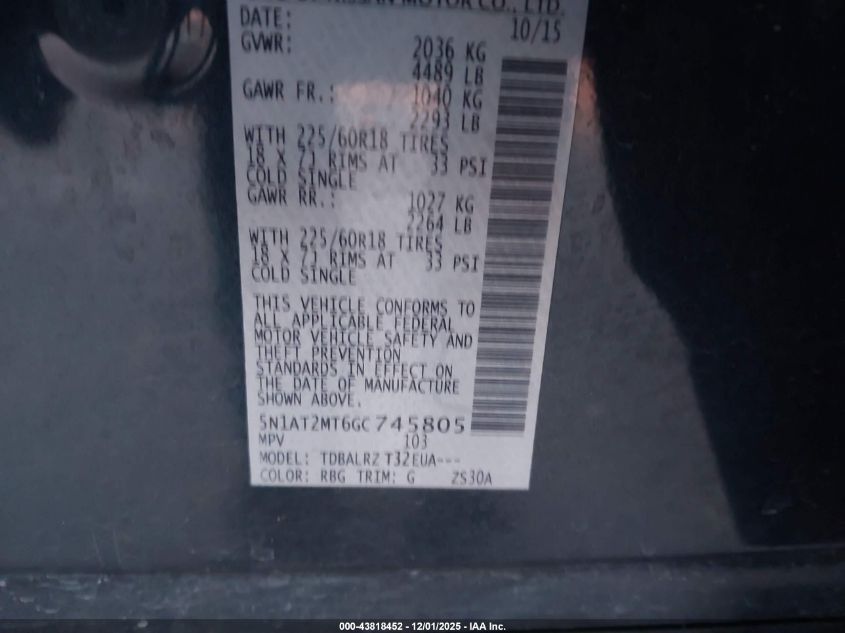 NISSAN MOTOR CO., LTD.
DATE: 10/15
GVWR: 2036 KG
4489 LB
GAWR FR.: 1040 KG
2293 LB
WITH 225/60R18 TIRES
18 X 7J RIMS AT 33 PSI
COLD SINGLE
GAWR RR.: 1027 KG
2264 LB
WITH 225/60R18 TIRES
18 X 7J RIMS AT 33 PSI
COLD SINGLE
THIS VEHICLE CONFORMS TO
ALL APPLICABLE FEDERAL
MOTOR VEHICLE SAFETY AND
THEFT PREVENTION
STANDARDS IN EFFECT ON
THE DATE OF MANUFACTURE
SHOWN ABOVE.
5N1AT2MT6GC745805
MPV 103
MODEL: TDBALRZ T32EUA---
COLOR: RBG TRIM: G ZS30A
000-43818452 - 12/01/2025 - IAA Inc.